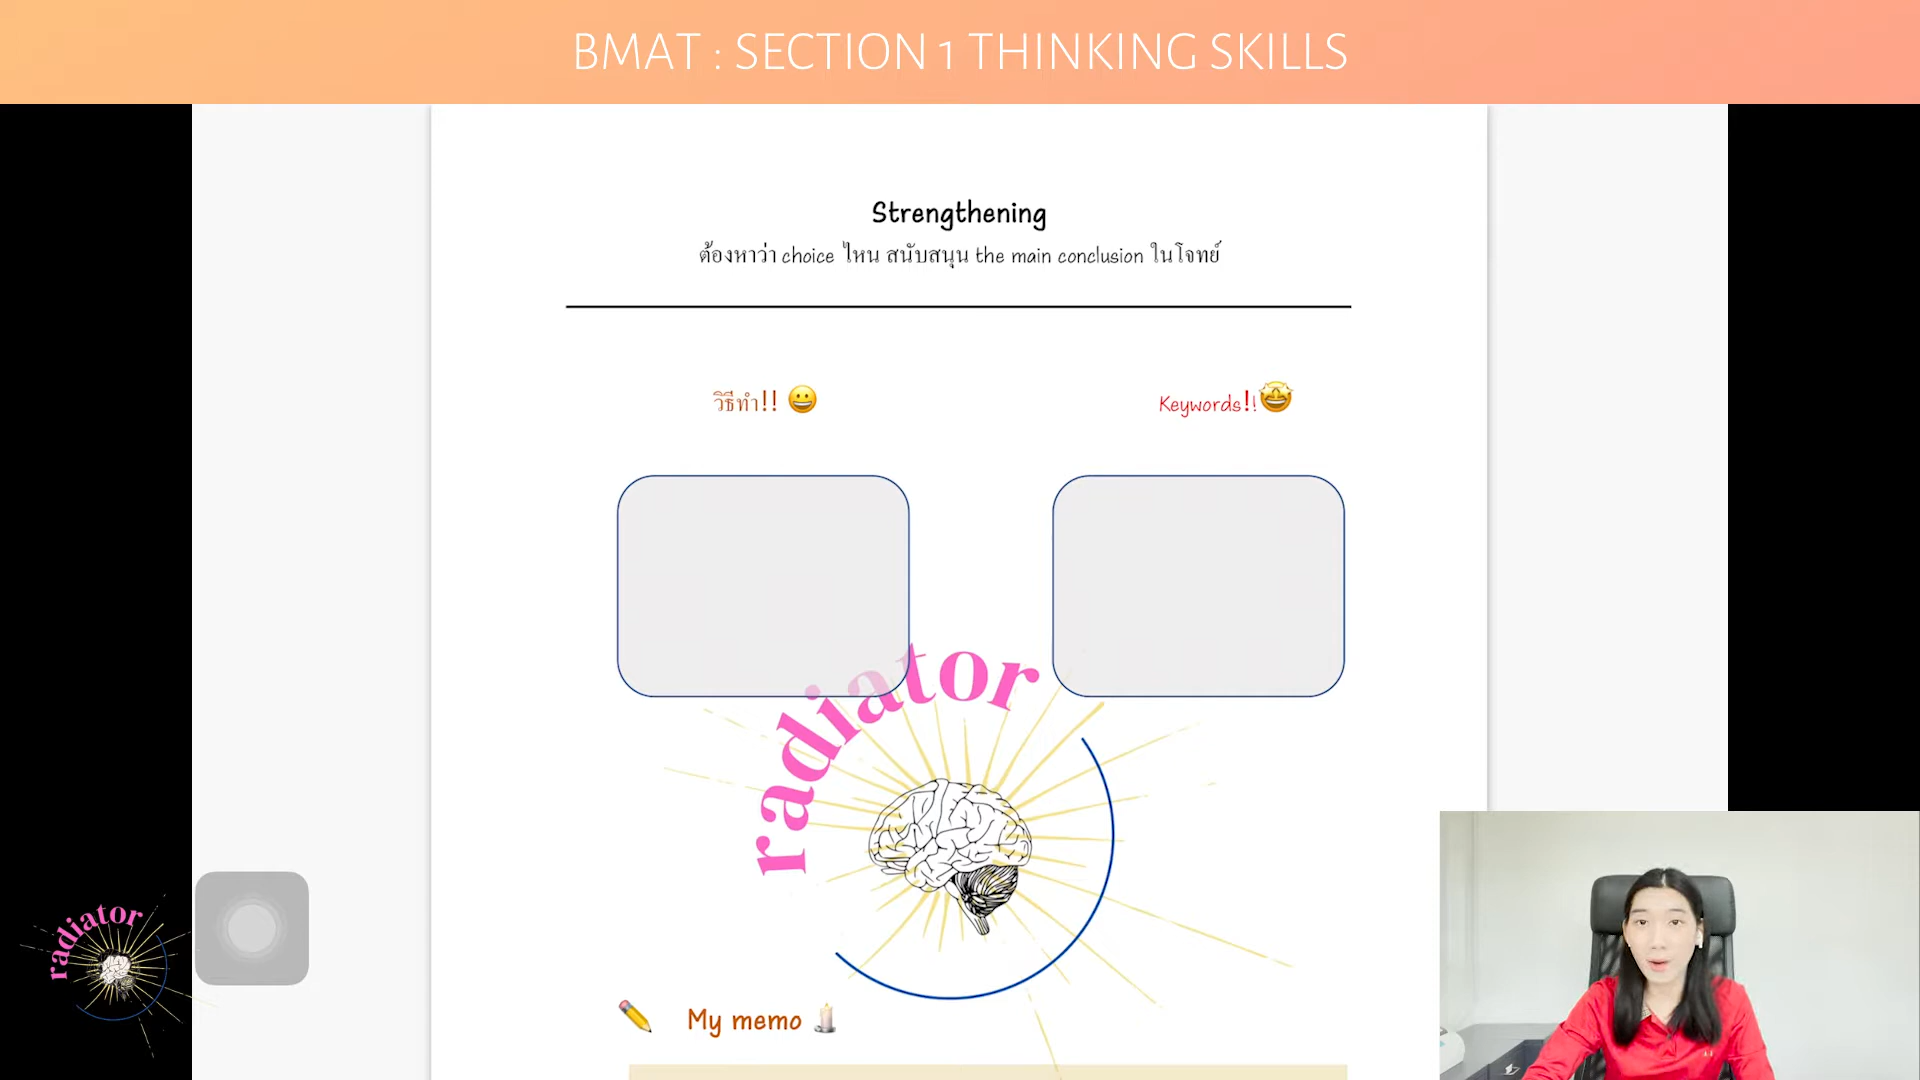 BMAT : SECTION 1 THINKING SKILLS
Strengthening
ต้องหาว่า choice ไหน สนับสนุน the main conclusion ในโจทย์
วิธีทำ!! 😀
Keywords!! 🤩
radiator
✏️ My memo 🕯️
radiator